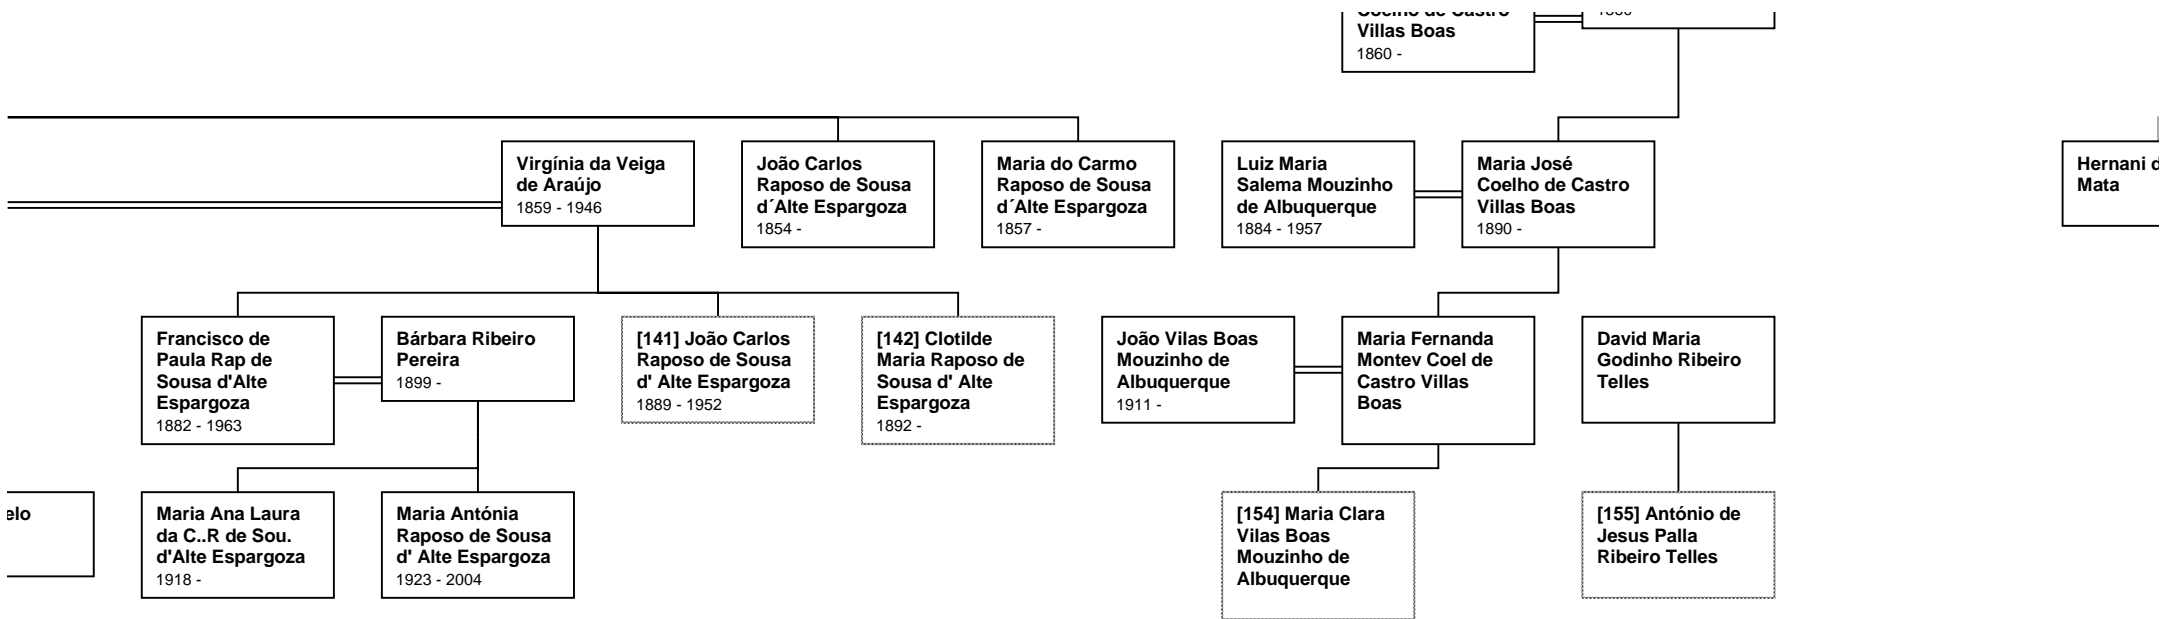 Villas Boas
1860 -
Virgínia da Veiga
de Araújo
1859 - 1946
João Carlos
Raposo de Sousa
d´Alte Espargoza
1854 -
Maria do Carmo
Raposo de Sousa
d´Alte Espargoza
1857 -
Luiz Maria
Salema Mouzinho
de Albuquerque
1884 - 1957
Maria José
Coelho de Castro
Villas Boas
1890 -
Hernani d
Mata
Francisco de
Paula Rap de
Sousa d'Alte
Espargoza
1882 - 1963
Bárbara Ribeiro
Pereira
1899 -
[141] João Carlos
Raposo de Sousa
d' Alte Espargoza
1889 - 1952
[142] Clotilde
Maria Raposo de
Sousa d' Alte
Espargoza
1892 -
João Vilas Boas
Mouzinho de
Albuquerque
1911 -
Maria Fernanda
Montev Coel de
Castro Villas
Boas
David Maria
Godinho Ribeiro
Telles
elo
Maria Ana Laura
da C..R de Sou.
d'Alte Espargoza
1918 -
Maria Antónia
Raposo de Sousa
d' Alte Espargoza
1923 - 2004
[154] Maria Clara
Vilas Boas
Mouzinho de
Albuquerque
[155] António de
Jesus Palla
Ribeiro Telles